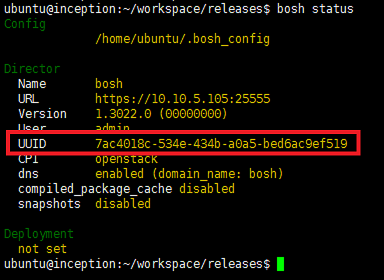 ubuntu@inception:~/workspace/releases$ bosh status
Config
/home/ubuntu/.bosh_config
Director
Name bosh
URL https://10.10.5.105:25555
Version 1.3022.0 (00000000)
User admin
UUID 7ac4018c-534e-434b-a0a5-bed6ac9ef519
CPI openstack
dns enabled (domain_name: bosh)
compiled_package_cache disabled
snapshots disabled
Deployment
not set
ubuntu@inception:~/workspace/releases$